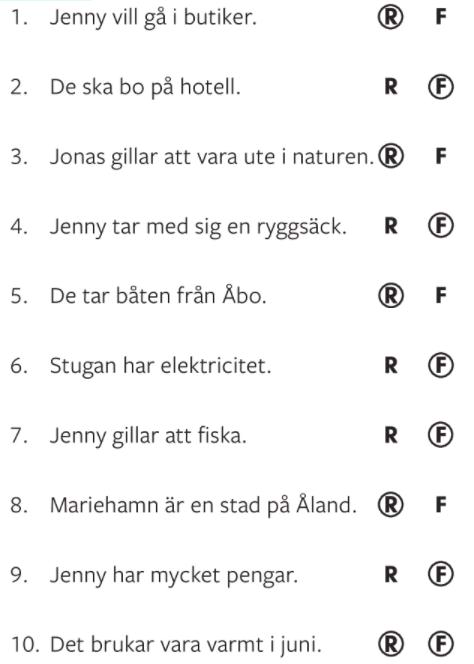 1. Jenny vill gå i butiker. R F
2. De ska bo på hotell. R F
3. Jonas gillar att vara ute i naturen. R F
4. Jenny tar med sig en ryggsäck. R F
5. De tar båten från Åbo. R F
6. Stugan har elektricitet. R F
7. Jenny gillar att fiska. R F
8. Mariehamn är en stad på Åland. R F
9. Jenny har mycket pengar. R F
10. Det brukar vara varmt i juni. R F